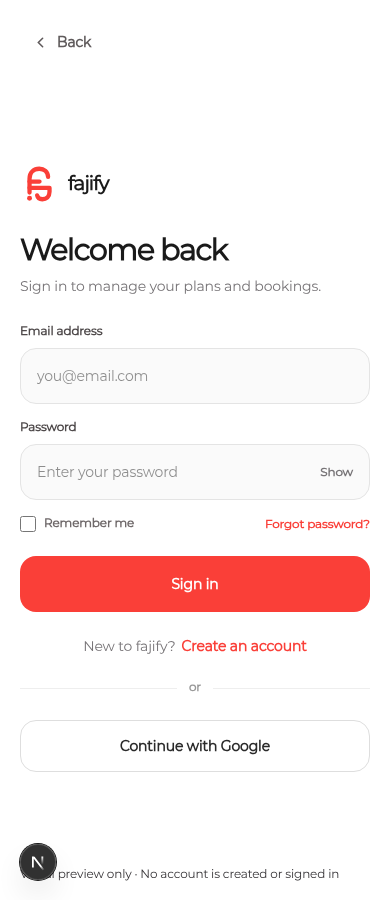 Back
fajify
Welcome back
Sign in to manage your plans and bookings.
Email address
you@email.com
Password
Enter your password
Show
Remember me
Forgot password?
Sign in
New to fajify? Create an account
or
Continue with Google
N
preview only · No account is created or signed in